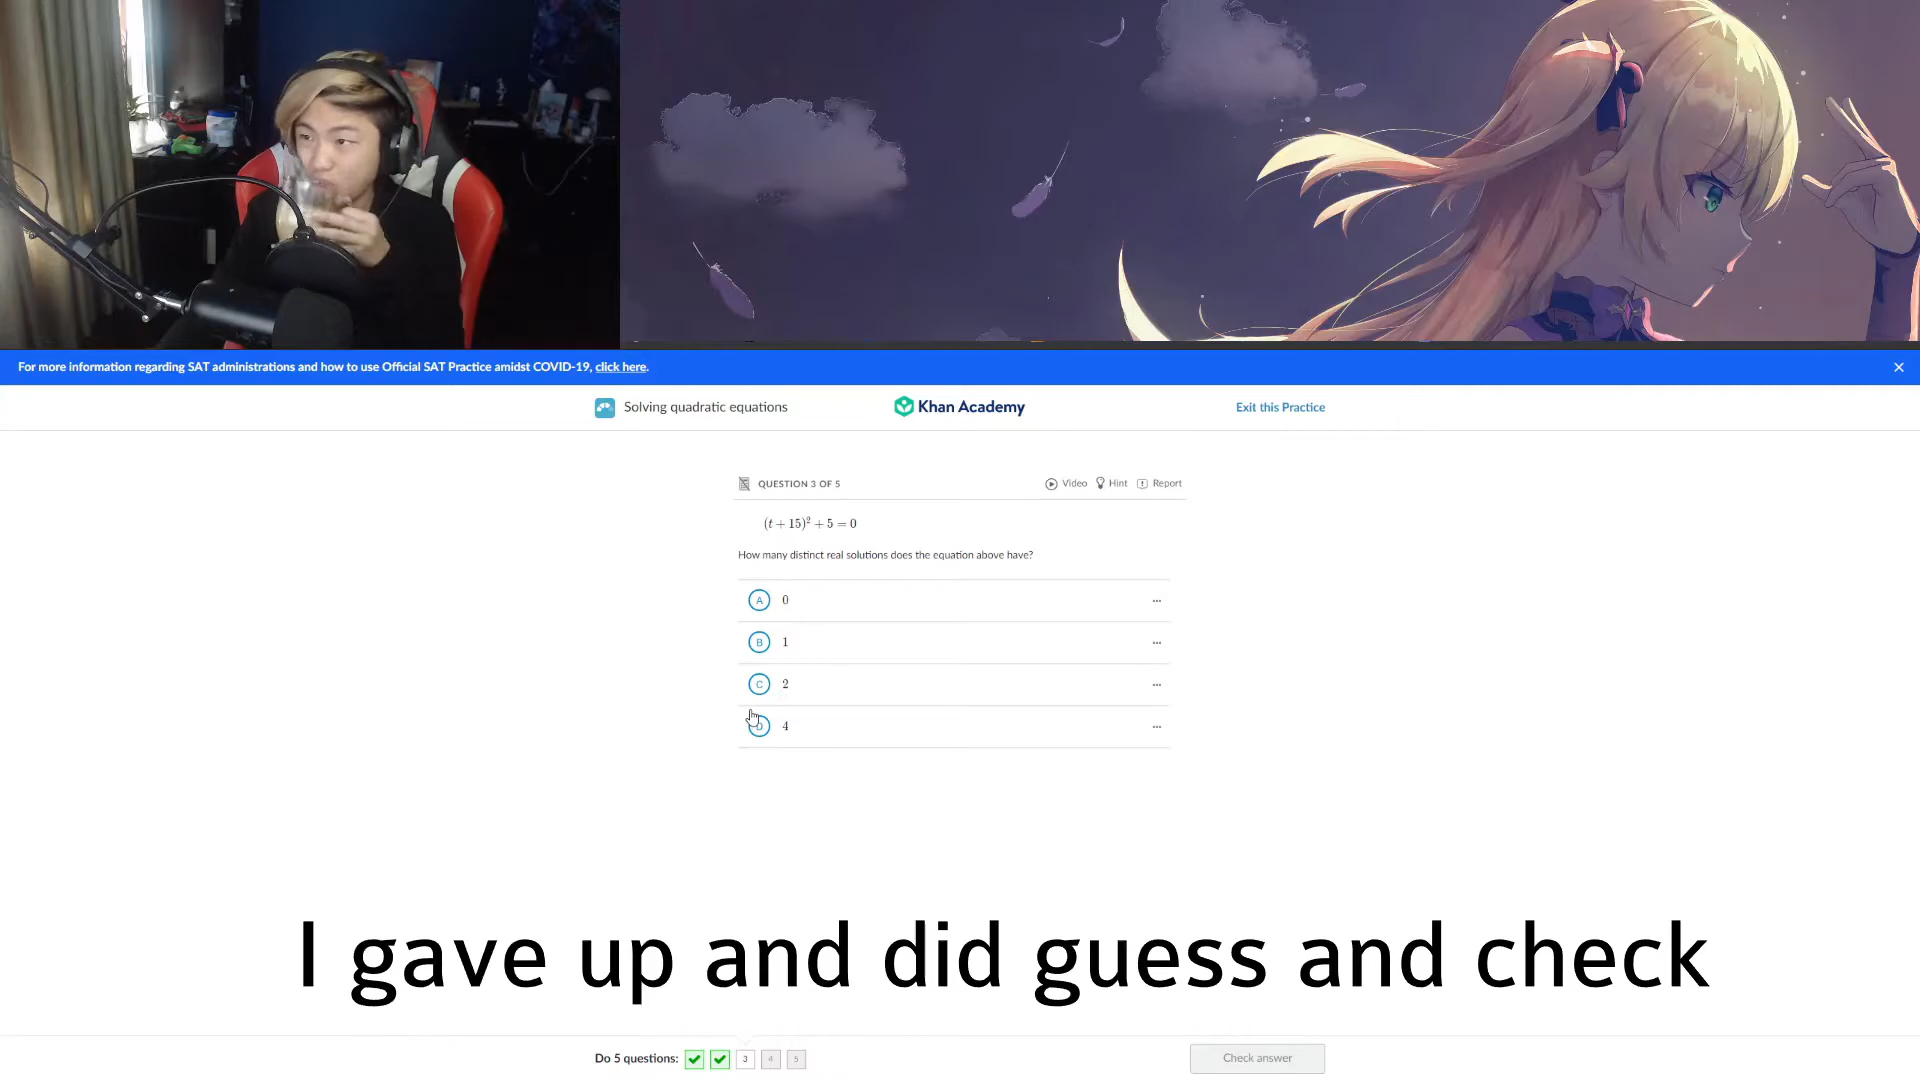 For more information regarding SAT administrations and how to use Official SAT Practice amidst COVID-19, click here.
Solving quadratic equations
Khan Academy
Exit this Practice
QUESTION 3 OF 5
Video
Hint
Report
(t + 15)² + 5 = 0
How many distinct real solutions does the equation above have?
A 0
B 1
C 2
D 4
I gave up and did guess and check
Do 5 questions: 3 4 5
Check answer